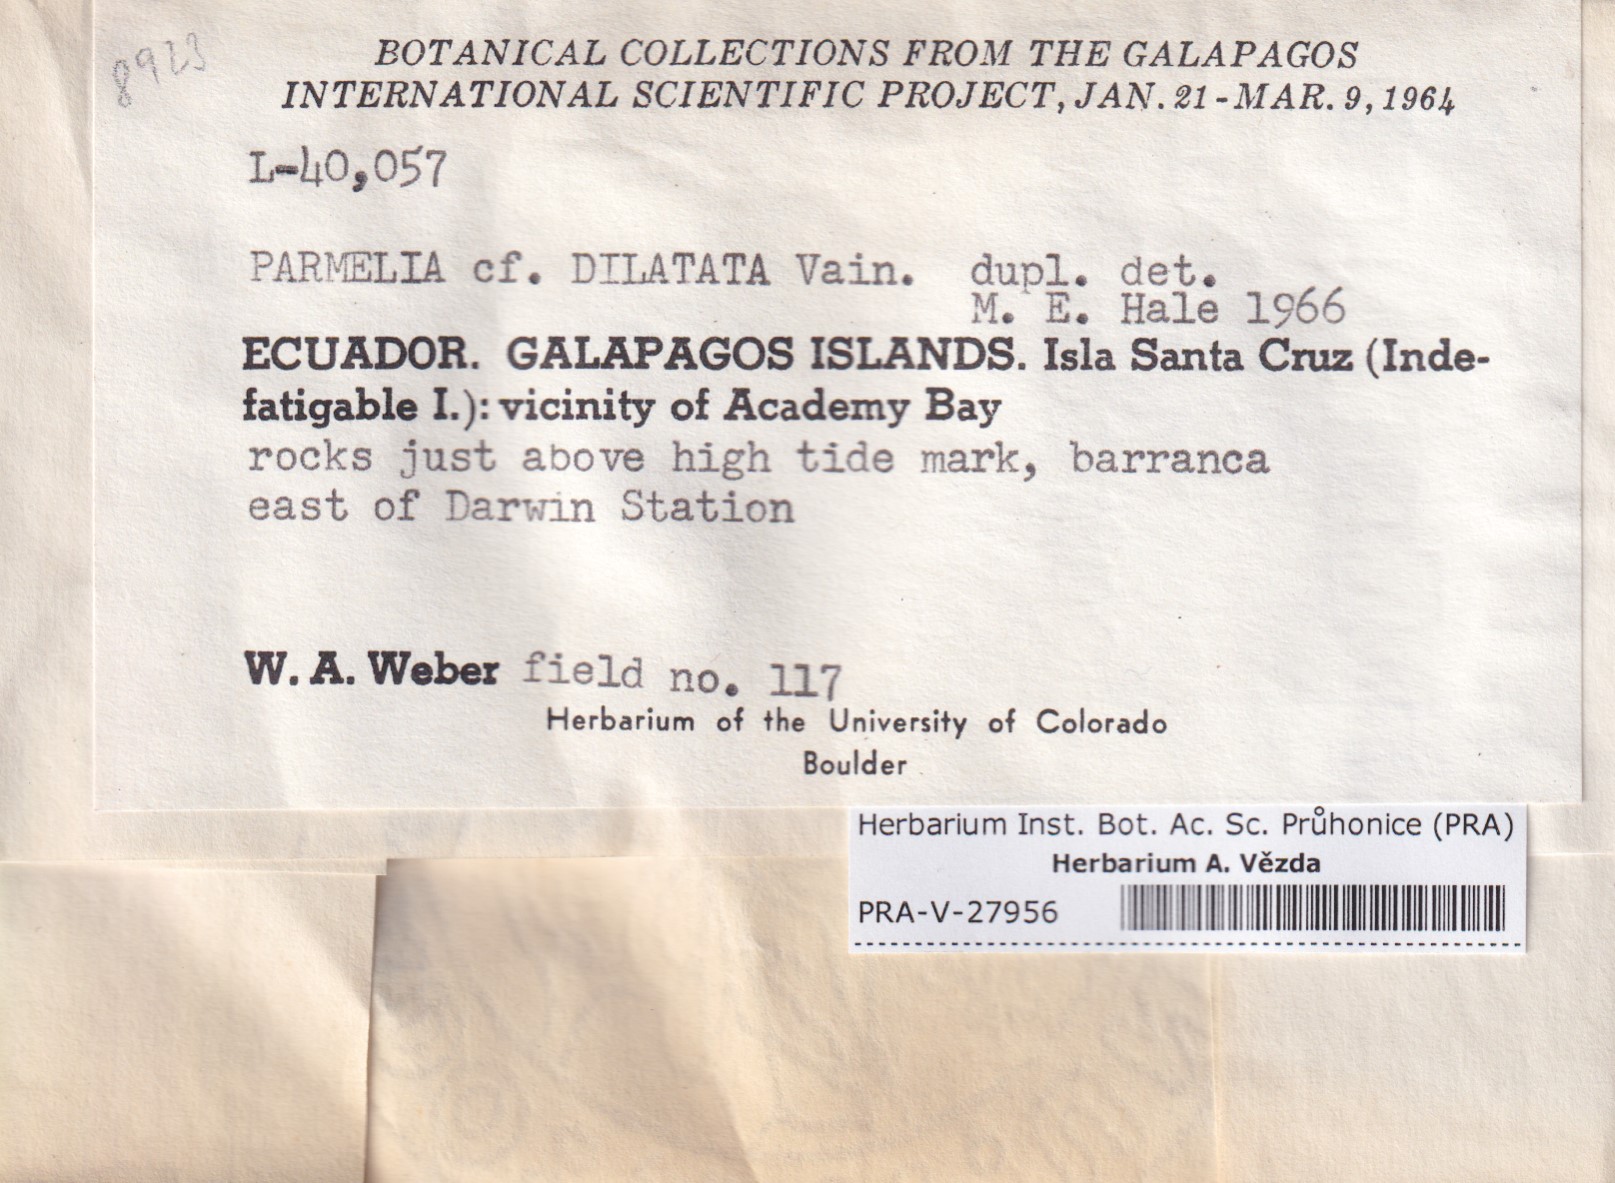 8923
BOTANICAL COLLECTIONS FROM THE GALAPAGOS
INTERNATIONAL SCIENTIFIC PROJECT, JAN. 21 - MAR. 9, 1964
L-40,057
PARMELIA cf. DILATATA Vain. dupl. det.
M. E. Hale 1966
ECUADOR. GALAPAGOS ISLANDS. Isla Santa Cruz (Inde-
fatigable I.): vicinity of Academy Bay
rocks just above high tide mark, barranca
east of Darwin Station
W. A. Weber field no. 117
Herbarium of the University of Colorado
Boulder
Herbarium Inst. Bot. Ac. Sc. Průhonice (PRA)
Herbarium A. Vězda
PRA-V-27956